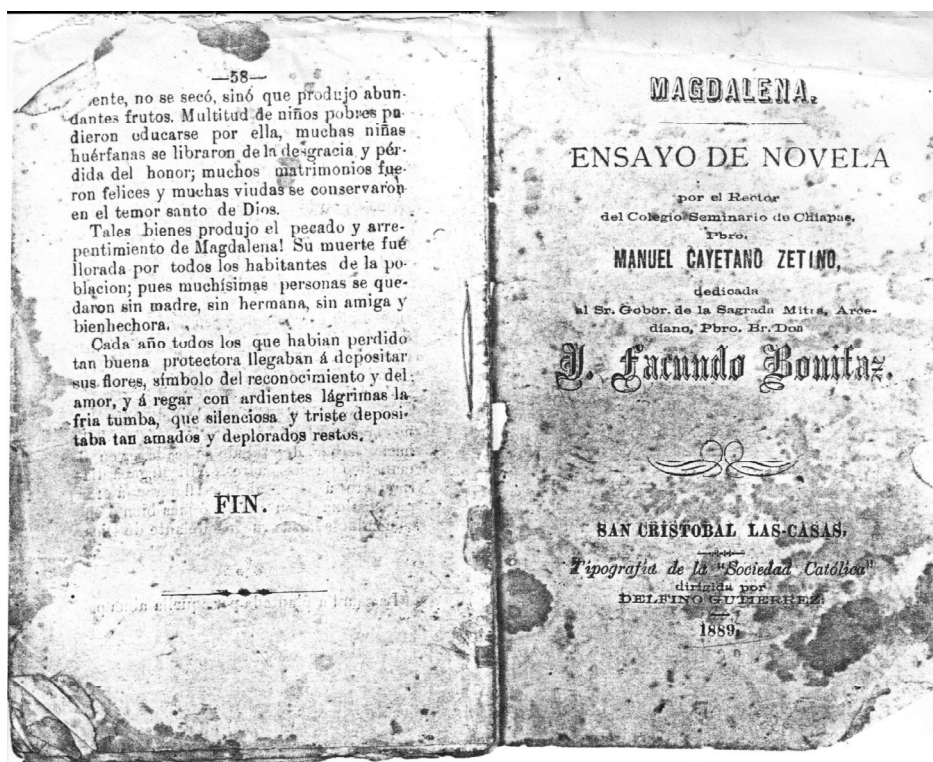 —58—
ente, no se secó, sinó que produjo abun-
dantes frutos. Multitud de niños pobres pu-
dieron educarse por ella, muchas niñas
huérfanas se libraron de la desgracia y pér-
dida del honor; muchos matrimonios fue-
ron felices y muchas viudas se conservaron
en el temor santo de Dios.
Tales bienes produjo el pecado y arre-
pentimiento de Magdalena! Su muerte fué
llorada por todos los habitantes de la po-
blacion; pues muchísimas personas se que-
daron sin madre, sin hermana, sin amiga y
bienhechora.
Cada año todos los que habian perdido
tan buena protectora llegaban á depositar
sus flores, símbolo del reconocimiento y del
amor, y á regar con ardientes lágrimas la
fria tumba, que silenciosa y triste deposi-
taba tan amados y deplorados restos.
FIN.
MAGDALENA.
ENSAYO DE NOVELA
por el Rector
del Colegio Seminario de Chiapas,
Pbro.
MANUEL CAYETANO ZETINO,
dedicada
al Sr. Gobor. de la Sagrada Mitra, Arce-
diano, Pbro. Br. Don
J. Facundo Bonifaz.
SAN CRISTOBAL LAS-CASAS.
Tipografía de la "Sociedad Católica"
dirigida por
DELFINO GUTIERREZ.
1889.